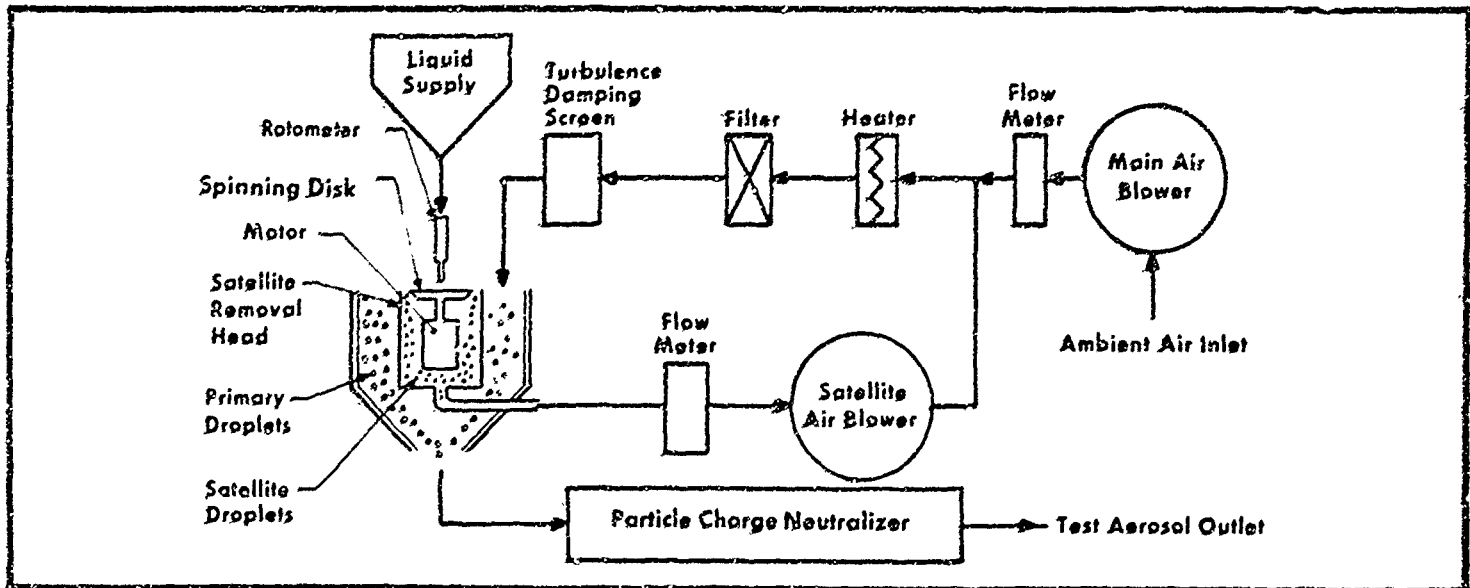 Liquid
Supply
Turbulence
Damping
Screen
Filter
Heater
Flow
Meter
Main Air
Blower
Rotometer
Spinning Disk
Motor
Satellite
Removal
Head
Primary
Droplets
Satellite
Droplets
Flow
Meter
Satellite
Air Blower
Ambient Air Inlet
Particle Charge Neutralizer
Test Aerosol Outlet